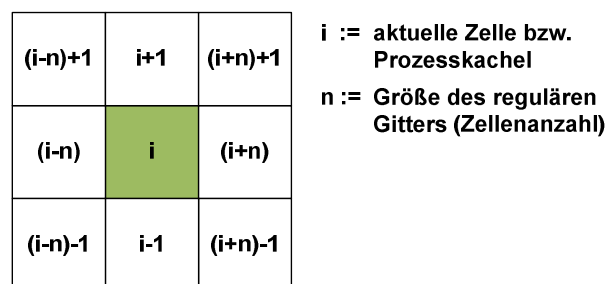 (i-n)+1 i+1 (i+n)+1
(i-n) i (i+n)
(i-n)-1 i-1 (i+n)-1
i := aktuelle Zelle bzw.
Prozesskachel
n := Größe des regulären
Gitters (Zellenanzahl)